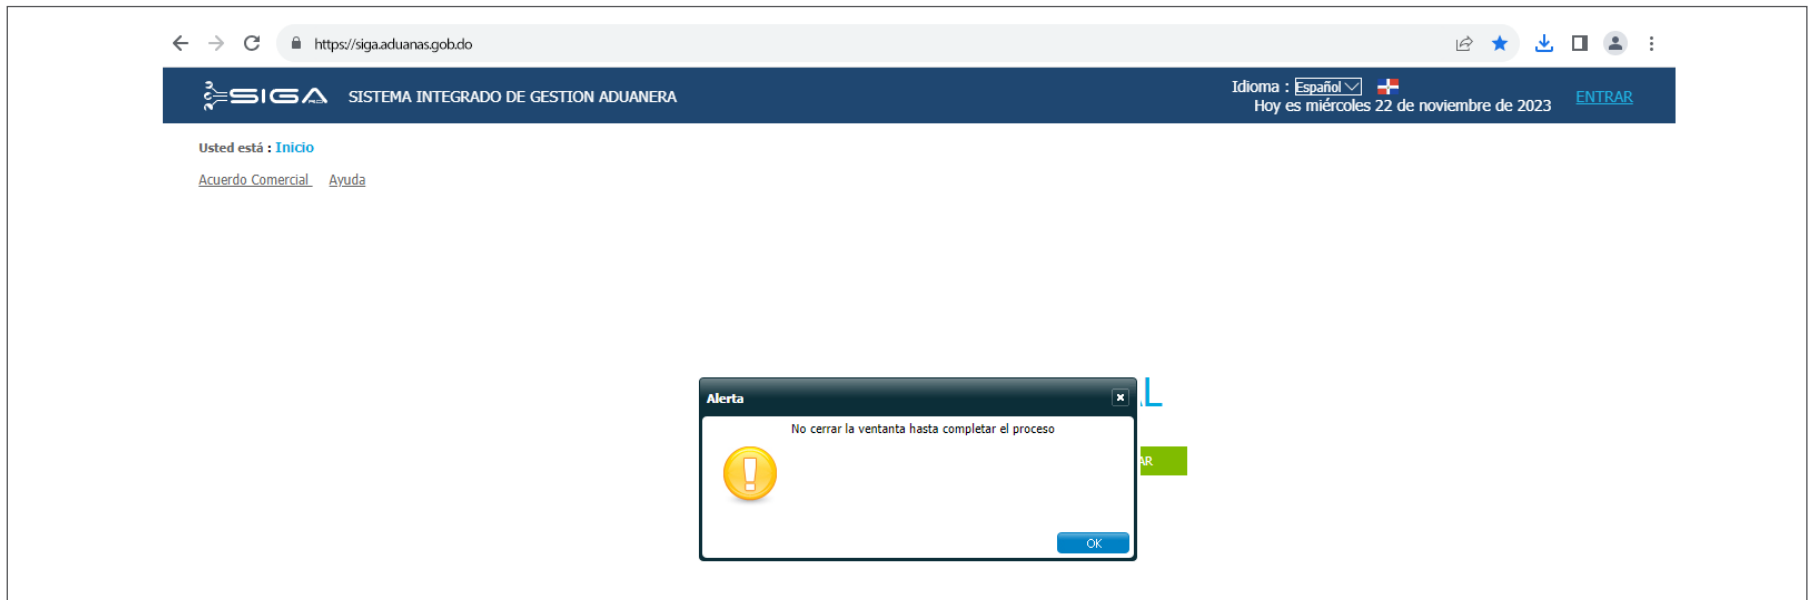 https://siga.aduanas.gob.do
SIGA SISTEMA INTEGRADO DE GESTION ADUANERA
Idioma : Español
Hoy es miércoles 22 de noviembre de 2023
ENTRAR
Usted está : Inicio
Acuerdo Comercial Ayuda
Alerta
No cerrar la ventanta hasta completar el proceso
OK